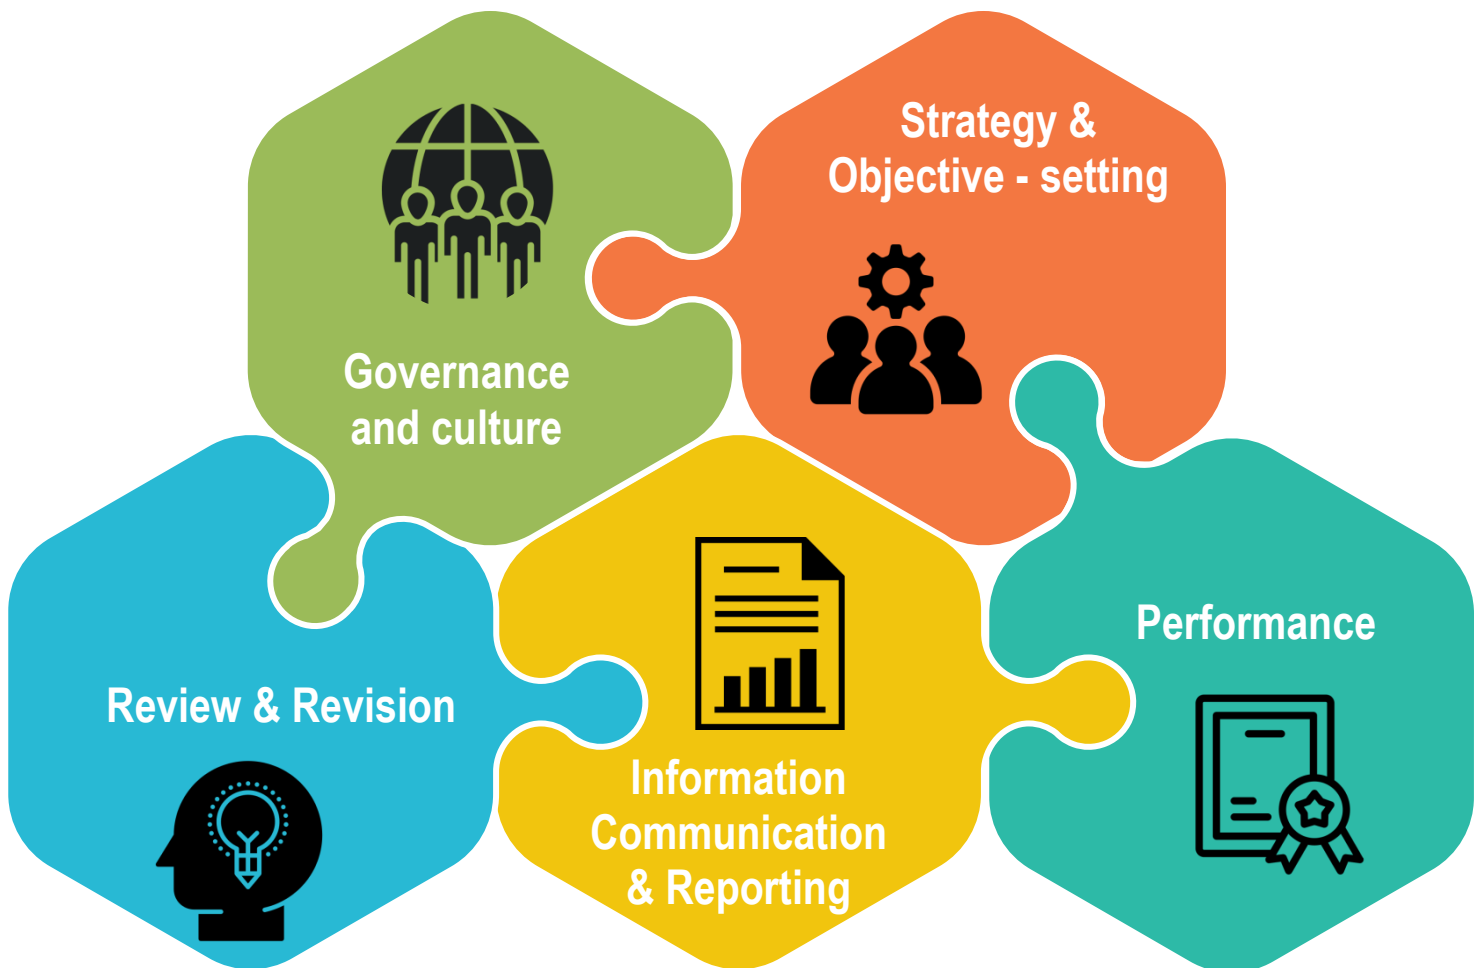 Strategy &
Objective - setting
Governance
and culture
Performance
Review & Revision
Information
Communication
& Reporting